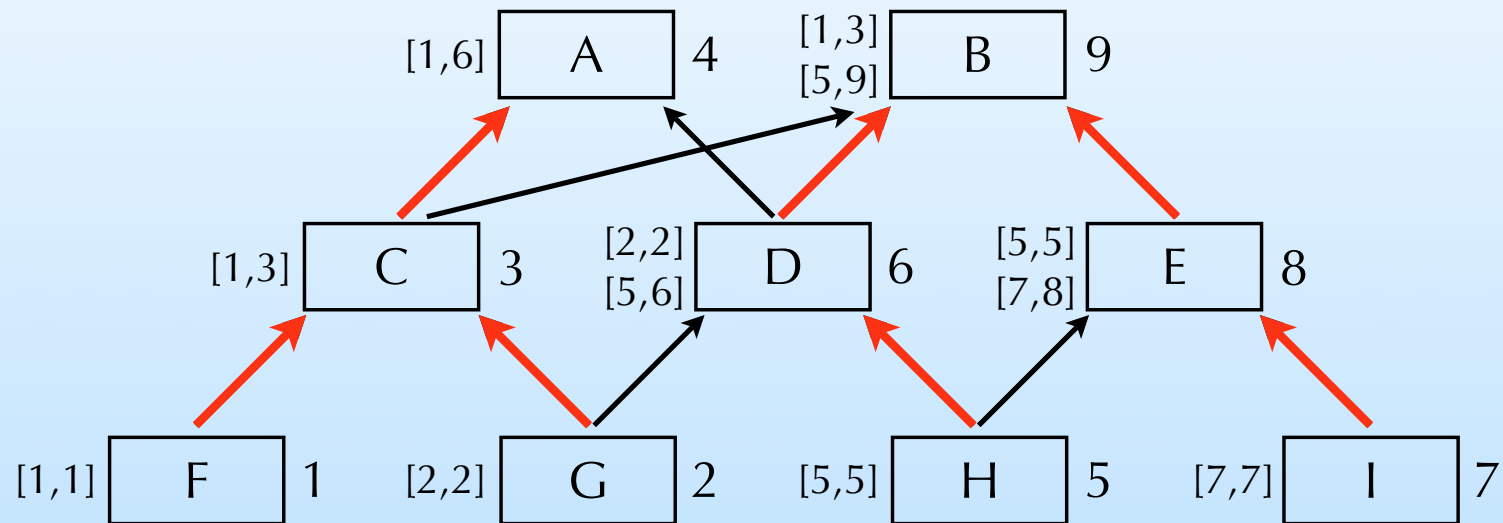 [1,6] A 4
[1,3]
[5,9] B 9
[1,3] C 3
[2,2]
[5,6] D 6
[5,5]
[7,8] E 8
[1,1] F 1
[2,2] G 2
[5,5] H 5
[7,7] I 7